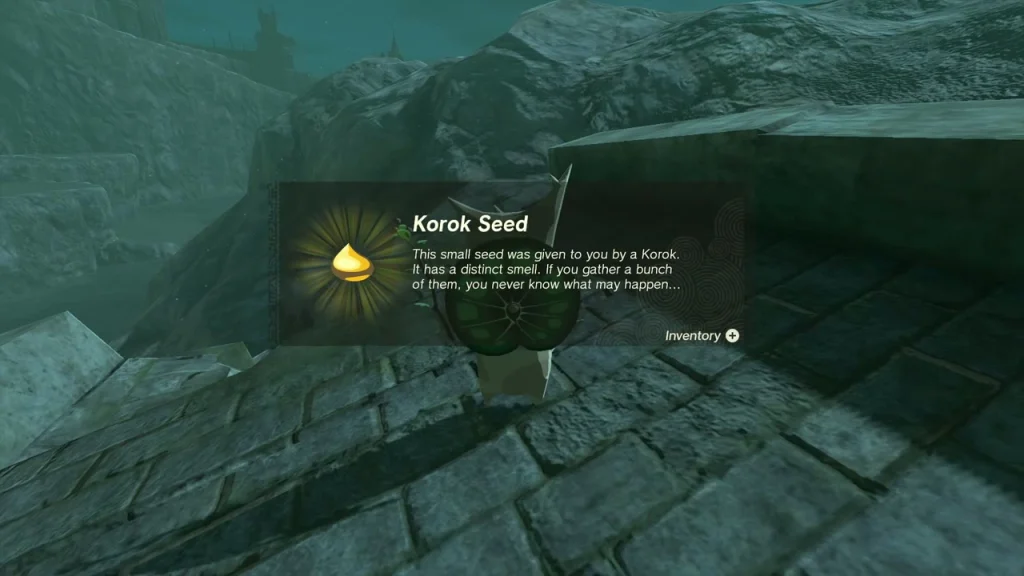 Korok Seed
This small seed was given to you by a Korok.
It has a distinct smell. If you gather a bunch
of them, you never know what may happen...
Inventory +